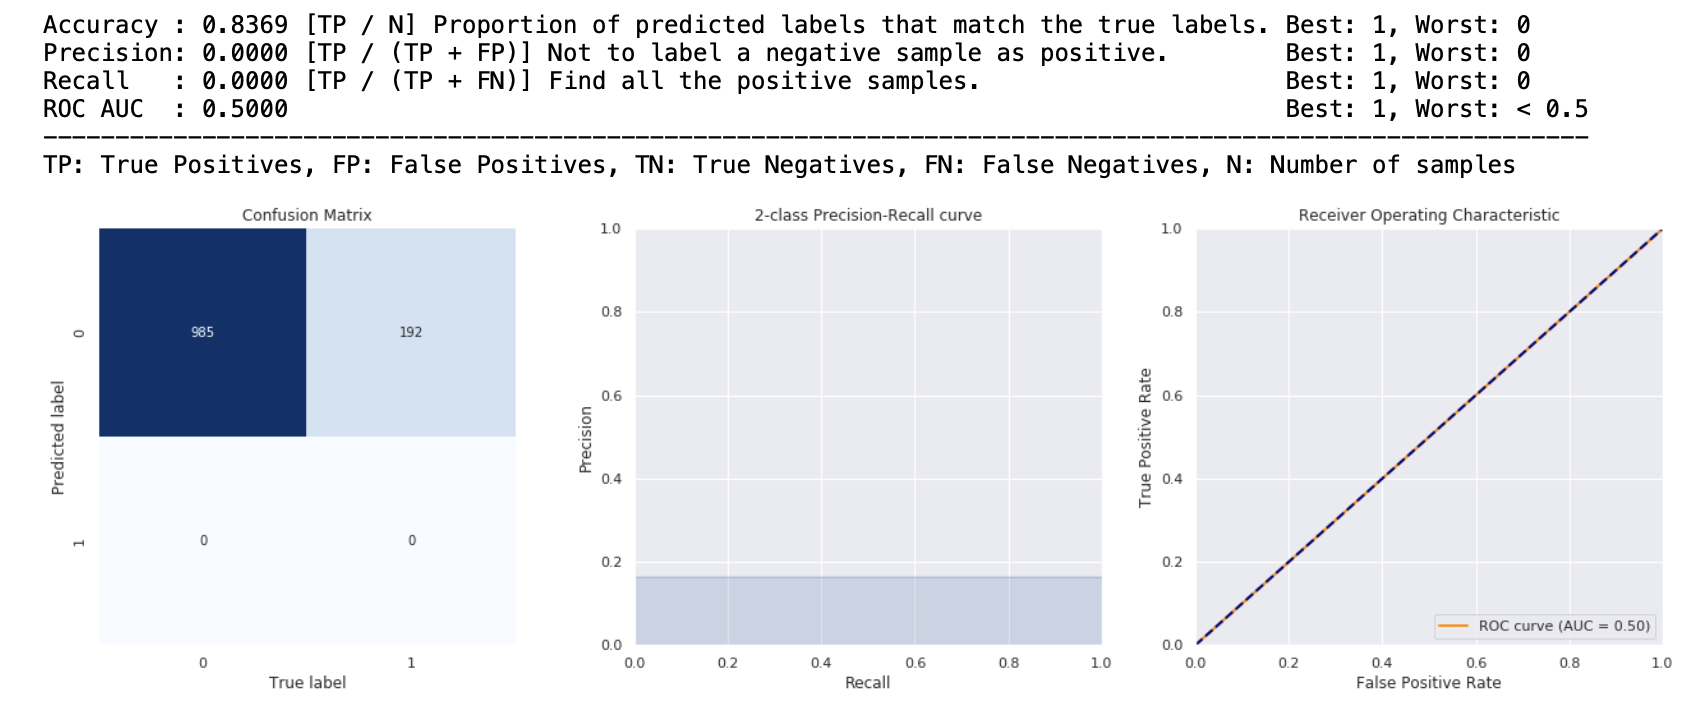 Accuracy : 0.8369 [TP / N] Proportion of predicted labels that match the true labels. Best: 1, Worst: 0
Precision: 0.0000 [TP / (TP + FP)] Not to label a negative sample as positive.        Best: 1, Worst: 0
Recall   : 0.0000 [TP / (TP + FN)] Find all the positive samples.                     Best: 1, Worst: 0
ROC AUC  : 0.5000                                                                     Best: 1, Worst: < 0.5
TP: True Positives, FP: False Positives, TN: True Negatives, FN: False Negatives, N: Number of samples
Confusion Matrix
985
192
0
0
0
1
Predicted label
0
1
True label
2-class Precision-Recall curve
1.0
0.8
0.6
0.4
0.2
0.0
Precision
0.0 0.2 0.4 0.6 0.8 1.0
Recall
Receiver Operating Characteristic
1.0
0.8
0.6
0.4
0.2
0.0
True Positive Rate
ROC curve (AUC = 0.50)
0.0 0.2 0.4 0.6 0.8 1.0
False Positive Rate